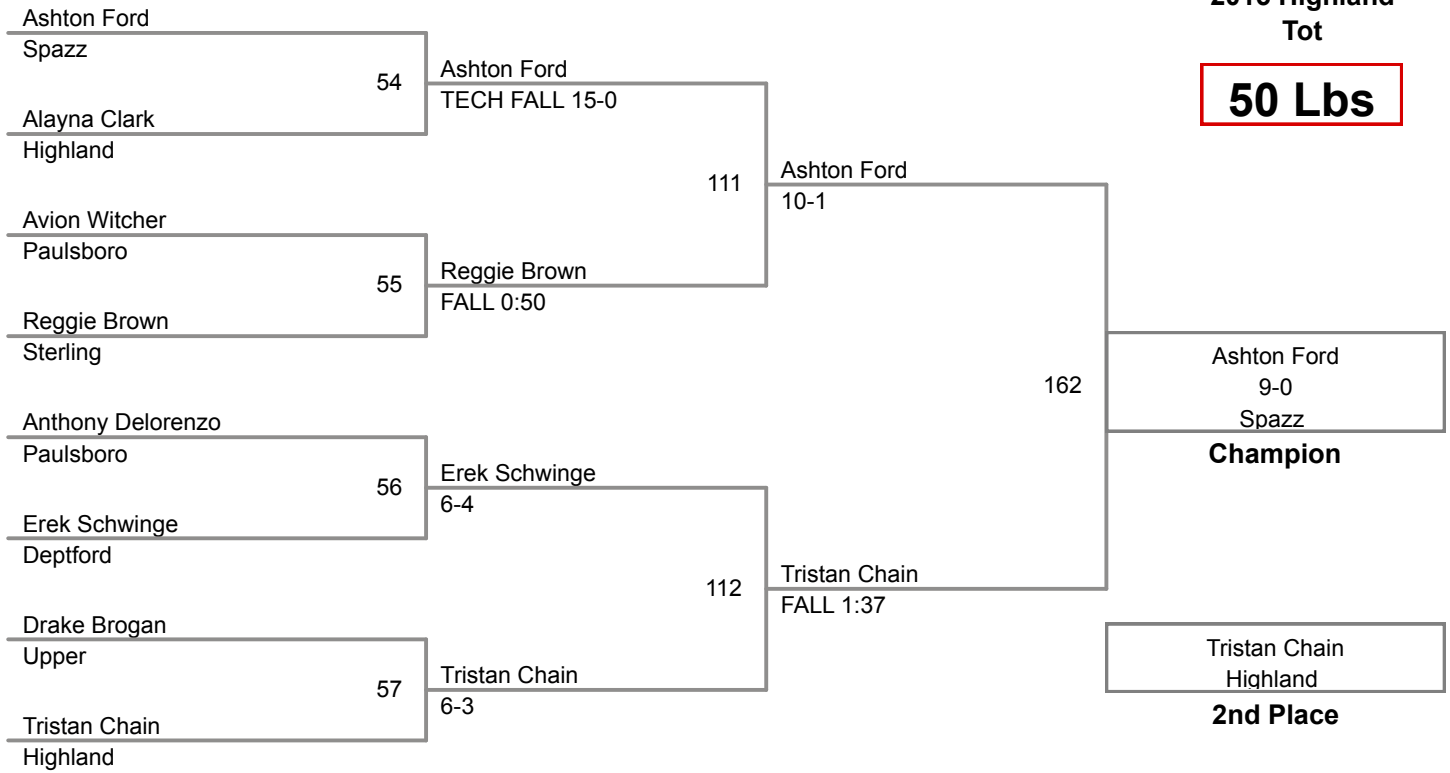 Tot
50 Lbs
Ashton Ford
Spazz
54
Alayna Clark
Highland
Avion Witcher
Paulsboro
55
Reggie Brown
Sterling
Anthony Delorenzo
Paulsboro
56
Erek Schwinge
Deptford
Drake Brogan
Upper
57
Tristan Chain
Highland
Ashton Ford
TECH FALL 15-0
111
Reggie Brown
FALL 0:50
Erek Schwinge
6-4
112
Tristan Chain
6-3
Ashton Ford
10-1
162
Tristan Chain
FALL 1:37
Ashton Ford
9-0
Spazz
Champion
Tristan Chain
Highland
2nd Place